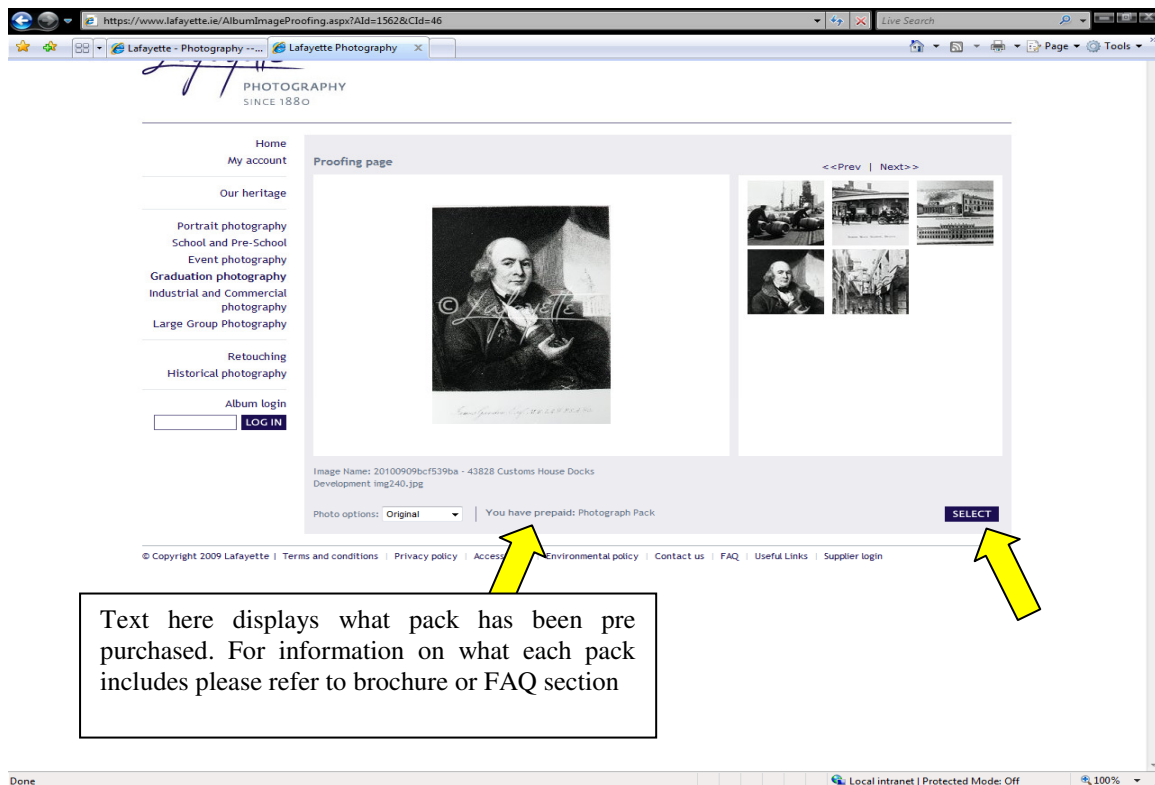 https://www.lafayette.ie/AlbumImageProofing.aspx?AId=1562&CId=46
Live Search
Lafayette - Photography --...
Lafayette Photography
Page
Tools
PHOTOGRAPHY
SINCE 1880
Home
My account
Our heritage
Portrait photography
School and Pre-School
Event photography
Graduation photography
Industrial and Commercial
photography
Large Group Photography
Retouching
Historical photography
Album login
LOG IN
Proofing page
<<Prev | Next>>
© Lafayette
Image Name: 20100909bcf539ba - 43828 Customs House Docks
Development img240.jpg
Photo options: Original
You have prepaid: Photograph Pack
SELECT
© Copyright 2009 Lafayette | Terms and conditions | Privacy policy | Access Environmental policy | Contact us | FAQ | Useful Links | Supplier login
Text here displays what pack has been pre
purchased. For information on what each pack
includes please refer to brochure or FAQ section
Done
Local intranet | Protected Mode: Off
100%